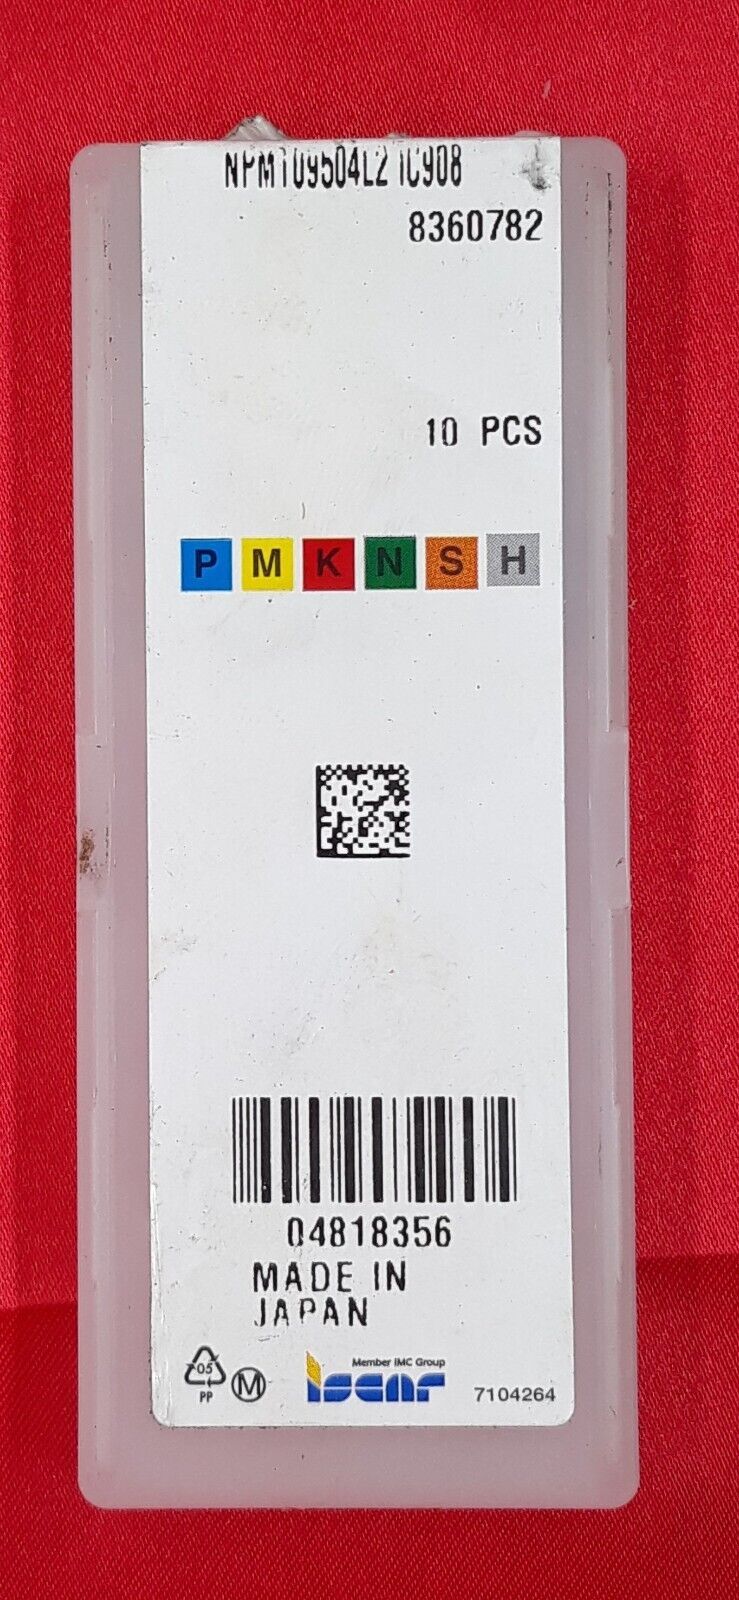 NPMT09504L2 IC908
8360782
10 PCS
P M K N S H
04818356
MADE IN
JAPAN
05
PP
M
Member IMC Group
iscar
7104264